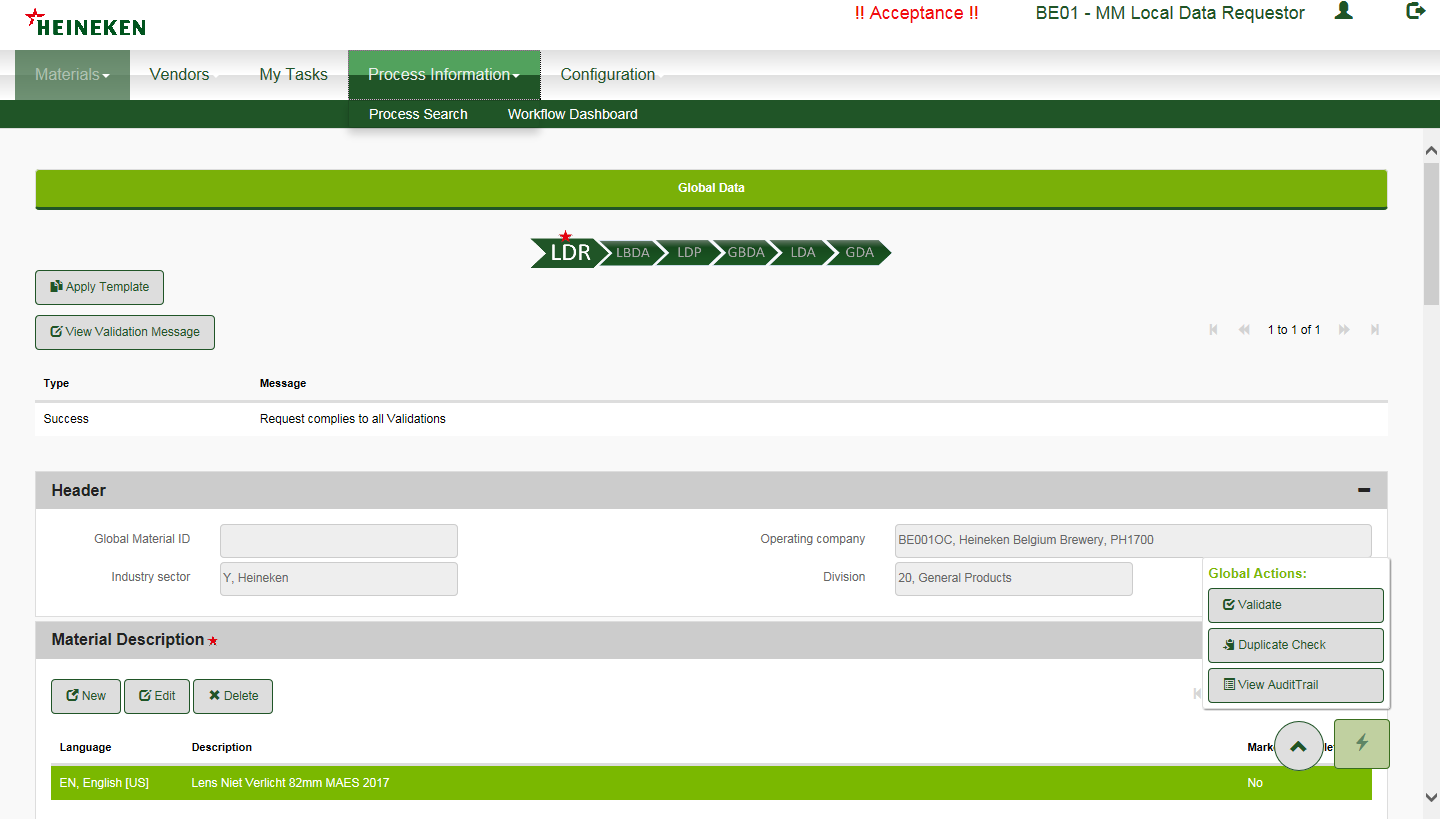 HEINEKEN
!! Acceptance !!
BE01 - MM Local Data Requestor
Materials
Vendors
My Tasks
Process Information
Configuration
Process Search
Workflow Dashboard
Global Data
LDR
LBDA
LDP
GBDA
LDA
GDA
Apply Template
View Validation Message
1 to 1 of 1
Type Message
Success Request complies to all Validations
Header
Global Material ID
Operating company BE001OC, Heineken Belgium Brewery, PH1700
Industry sector Y, Heineken
Division 20, General Products
Global Actions:
Validate
Duplicate Check
View AuditTrail
Material Description
New Edit Delete
Language Description
EN, English [US] Lens Niet Verlicht 82mm MAES 2017 No